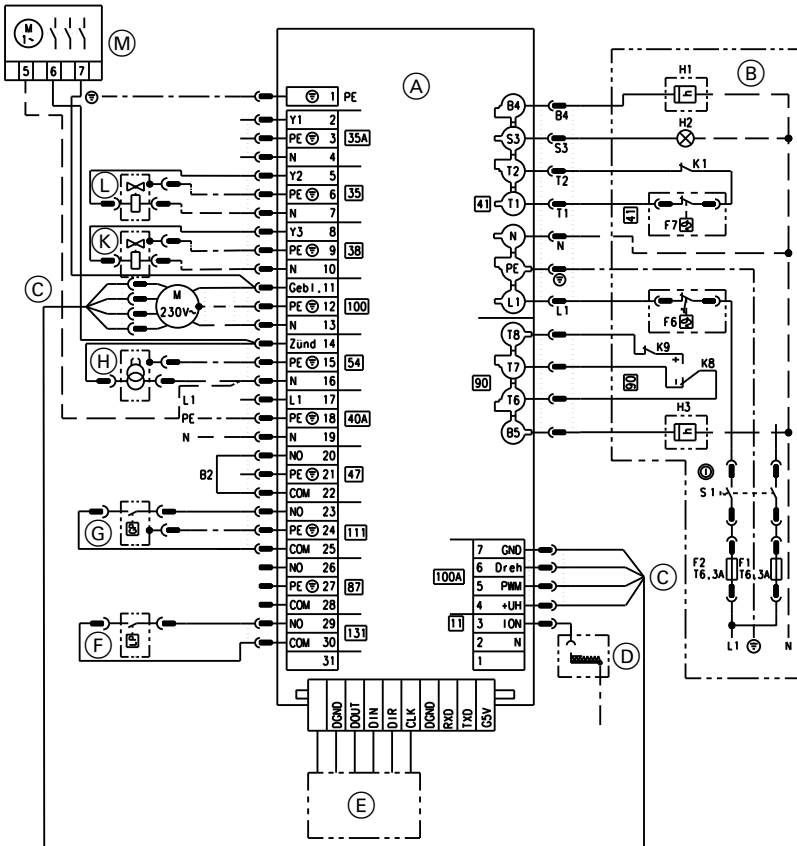 M
1~
M
5 6 7
A
B
1 PE
Y1 2
PE 3 35A
N 4
Y2 5
PE 6 35
N 7
Y3 8
PE 9 38
N 10
Gebl. 11
PE 12 100
N 13
Zünd 14
PE 15 54
N 16
L1 17
PE 18 40A
N 19
NO 20
PE 21 47
COM 22
NO 23
PE 24 111
COM 25
NO 26
PE 27 87
COM 28
NO 29
COM 30 131
31
L
K
C
M
230V~
H
L1
PE
N
B2
G
GP
F
LP
B4 B4
S3 S3
T2 T2
41 T1 T1
N N
PE
L1 L1
T8
90 T7
T6
B5
H1
h
H2
K1
41
F7
F6
K9
+
K8
90
H3
h
S1
F2
T6.3A
F1
T6.3A
L1
N
7 GND
100A 6 Dreh
5 PWM
4 +UH
11 3 ION
2 N
1
C
D
DGND
DOUT
DIN
DIR
CLK
DGND
RXD
TXD
G5V
E